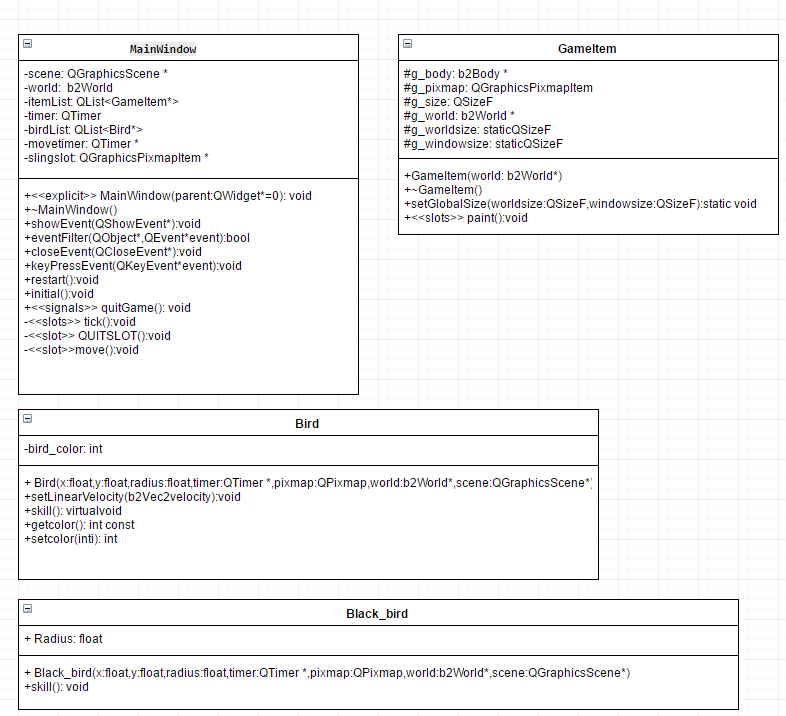 MainWindow
-scene: QGraphicsScene *
-world:  b2World
-itemList: QList<GameItem*>
-timer: QTimer
-birdList: QList<Bird*>
-movetimer: QTimer *
-slingslot: QGraphicsPixmapItem *
+<<explicit>> MainWindow(parent:QWidget*=0): void
+~MainWindow()
+showEvent(QShowEvent*):void
+eventFilter(QObject*,QEvent*event):bool
+closeEvent(QCloseEvent*):void
+keyPressEvent(QKeyEvent*event):void
+restart():void
+initial():void
+<<signals>> quitGame(): void
-<<slots>> tick():void
-<<slot>> QUITSLOT():void
-<<slot>>move():void
GameItem
#g_body: b2Body *
#g_pixmap: QGraphicsPixmapItem
#g_size: QSizeF
#g_world: b2World *
#g_worldsize: staticQSizeF
#g_windowsize: staticQSizeF
+GameItem(world: b2World*)
+~GameItem()
+setGlobalSize(worldsize:QSizeF,windowsize:QSizeF):static void
+<<slots>> paint():void
Bird
-bird_color: int
+ Bird(x:float,y:float,radius:float,timer:QTimer *,pixmap:QPixmap,world:b2World*,scene:QGraphicsScene*)
+setLinearVelocity(b2Vec2velocity):void
+skill(): virtualvoid
+getcolor(): int const
+setcolor(inti): int
Black_bird
+ Radius: float
+ Black_bird(x:float,y:float,radius:float,timer:QTimer *,pixmap:QPixmap,world:b2World*,scene:QGraphicsScene*)
+skill(): void